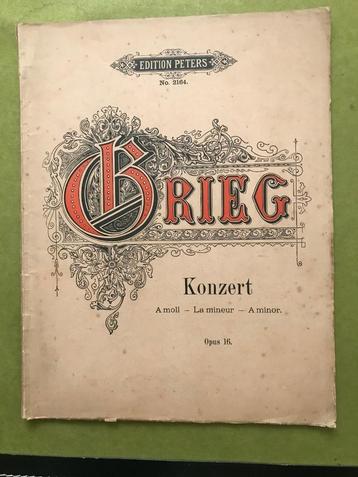 EDITION PETERS
No. 2164.
GRIEG
Konzert
A moll – La mineur – A minor.
Opus 16.